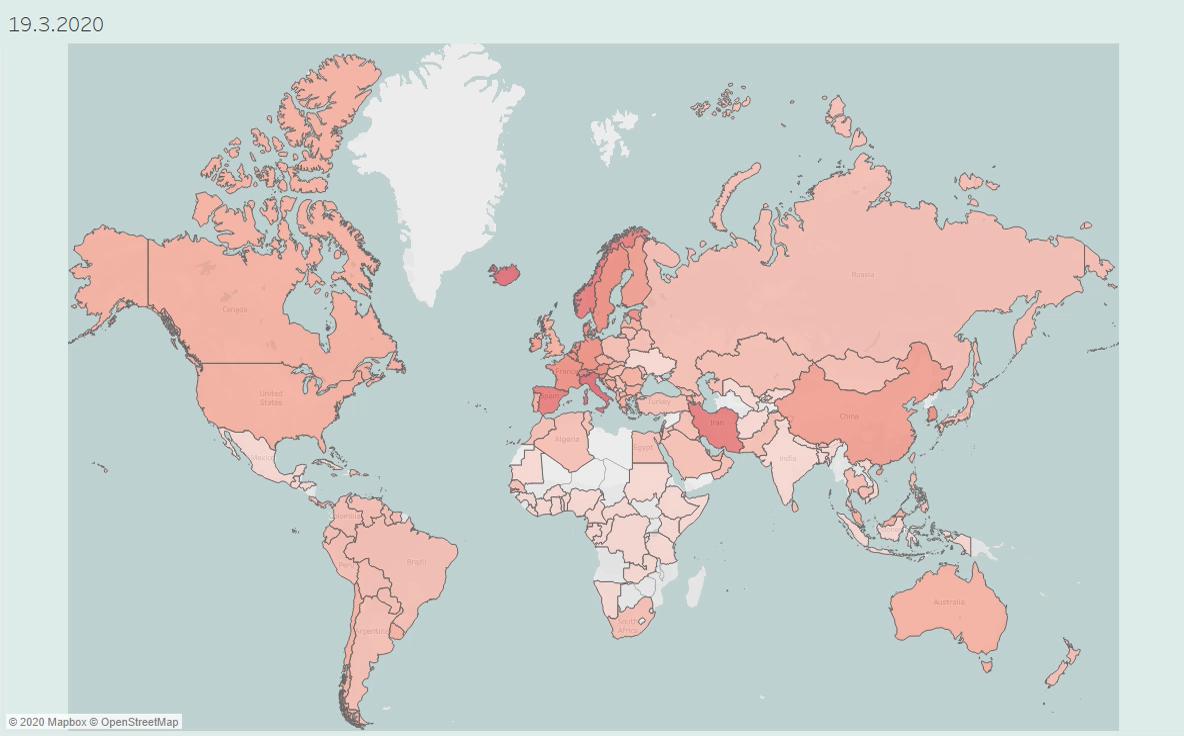 19.3.2020
Canada
Russia
United
States
France
Spain
Turkey
Iran
China
Algeria
Egypt
India
Mexico
Colombia
Peru
Brazil
Argentina
South
Africa
Australia
© 2020 Mapbox © OpenStreetMap